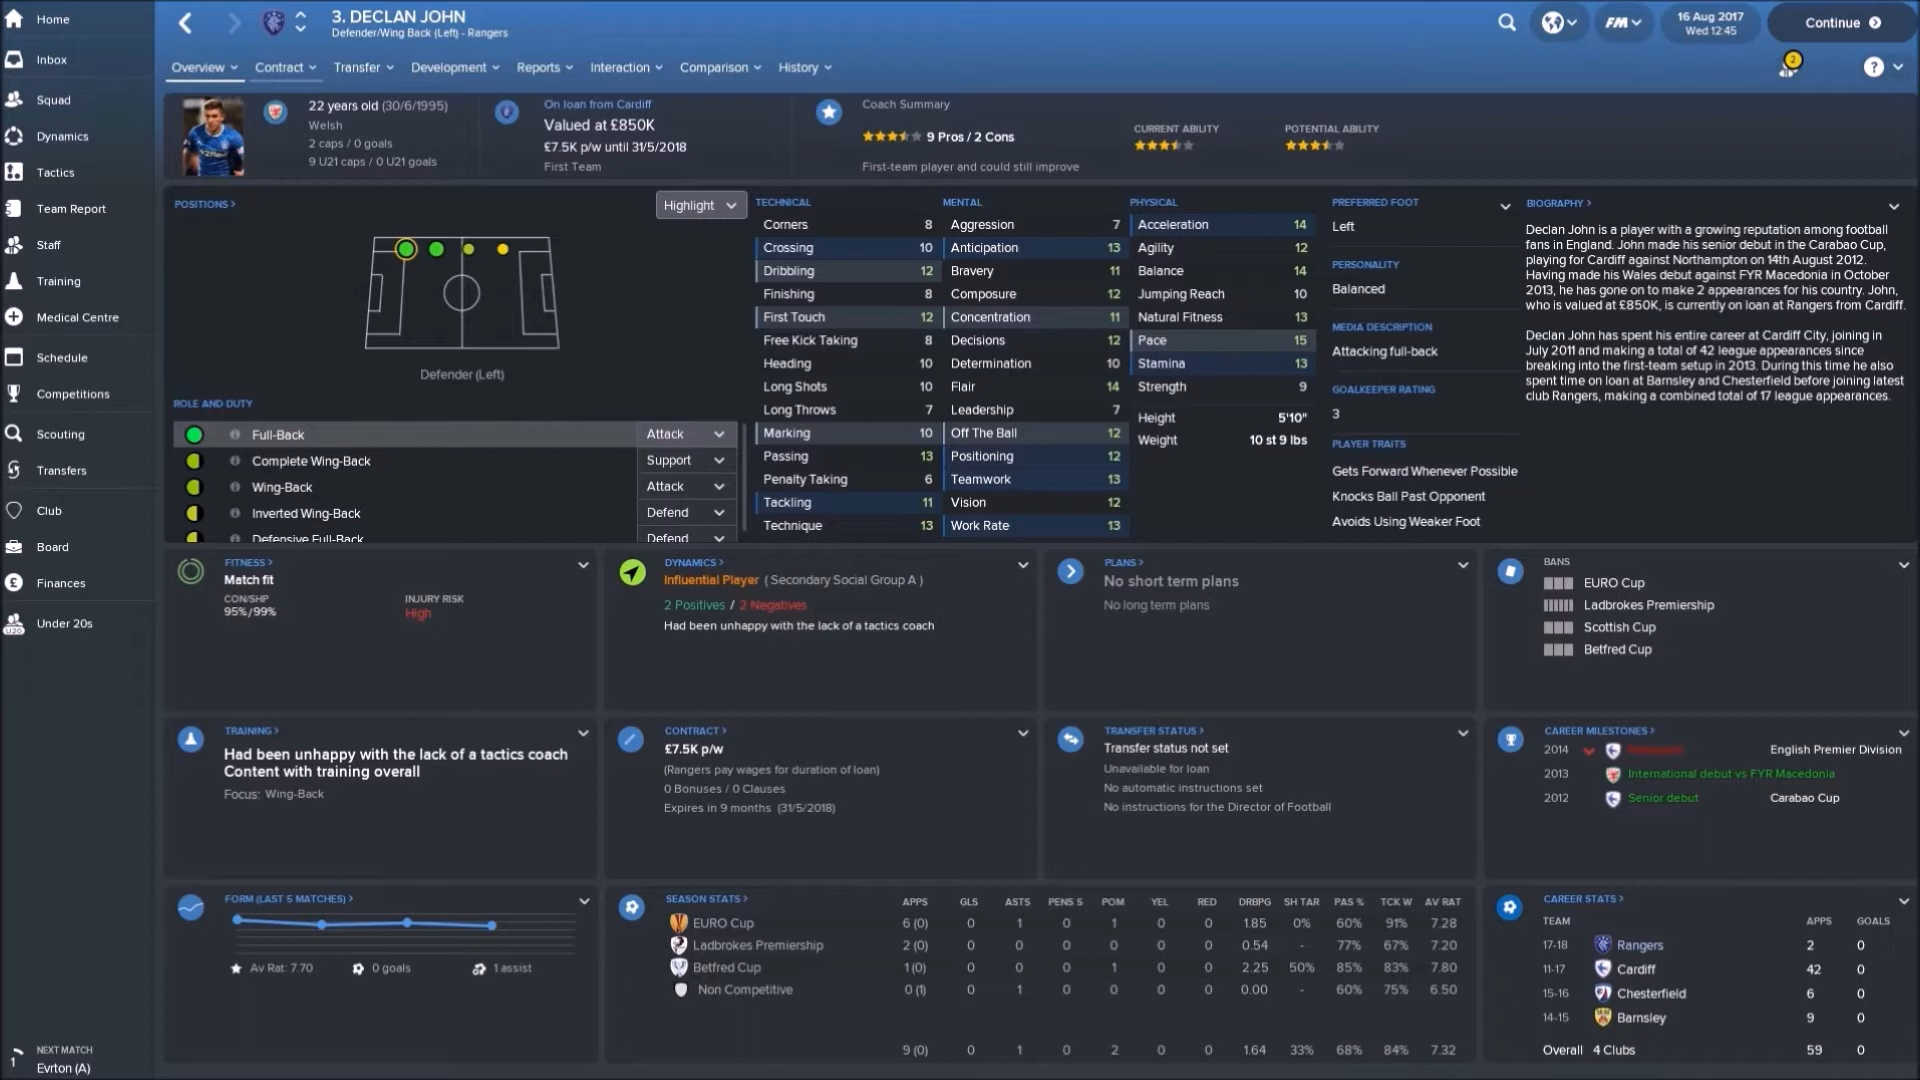 Home
Inbox
Squad
Dynamics
Tactics
Team Report
Staff
Training
Medical Centre
Schedule
Competitions
Scouting
Transfers
Club
Board
Finances
Under 20s
NEXT MATCH
Evrton (A)
3. DECLAN JOHN
Defender/Wing Back (Left) - Rangers
FM
16 Aug 2017
Wed 12:45
Continue
Overview Contract Transfer Development Reports Interaction Comparison History
2
?
22 years old (30/6/1995)
Welsh
2 caps / 0 goals
9 U21 caps / 0 U21 goals
On loan from Cardiff
Valued at £850K
£7.5K p/w until 31/5/2018
First Team
Coach Summary
9 Pros / 2 Cons
First-team player and could still improve
CURRENT ABILITY
POTENTIAL ABILITY
POSITIONS >
Highlight
Defender (Left)
ROLE AND DUTY
Full-Back Attack
Complete Wing-Back Support
Wing-Back Attack
Inverted Wing-Back Defend
Defensive Full-Back Defend
TECHNICAL
Corners 8
Crossing 10
Dribbling 12
Finishing 8
First Touch 12
Free Kick Taking 8
Heading 10
Long Shots 10
Long Throws 7
Marking 10
Passing 13
Penalty Taking 6
Tackling 11
Technique 13
MENTAL
Aggression 7
Anticipation 13
Bravery 11
Composure 12
Concentration 11
Decisions 12
Determination 10
Flair 14
Leadership 7
Off The Ball 12
Positioning 12
Teamwork 13
Vision 12
Work Rate 13
PHYSICAL
Acceleration 14
Agility 12
Balance 14
Jumping Reach 10
Natural Fitness 13
Pace 15
Stamina 13
Strength 9
Height 5'10"
Weight 10 st 9 lbs
PREFERRED FOOT
Left
PERSONALITY
Balanced
MEDIA DESCRIPTION
Attacking full-back
GOALKEEPER RATING
3
PLAYER TRAITS
Gets Forward Whenever Possible
Knocks Ball Past Opponent
Avoids Using Weaker Foot
BIOGRAPHY >
Declan John is a player with a growing reputation among football
fans in England. John made his senior debut in the Carabao Cup,
playing for Cardiff against Northampton on 14th August 2012.
Having made his Wales debut against FYR Macedonia in October
2013, he has gone on to make 2 appearances for his country. John,
who is valued at £850K, is currently on loan at Rangers from Cardiff.
Declan John has spent his entire career at Cardiff City, joining in
July 2011 and making a total of 42 league appearances since
breaking into the first-team setup in 2013. During this time he also
spent time on loan at Barnsley and Chesterfield before joining latest
club Rangers, making a combined total of 17 league appearances.
FITNESS >
Match fit
CON/SHP
95%/99%
INJURY RISK
High
DYNAMICS >
Influential Player ( Secondary Social Group A )
2 Positives / 2 Negatives
Had been unhappy with the lack of a tactics coach
PLANS >
No short term plans
No long term plans
BANS
EURO Cup
Ladbrokes Premiership
Scottish Cup
Betfred Cup
TRAINING >
Had been unhappy with the lack of a tactics coach
Content with training overall
Focus: Wing-Back
CONTRACT >
£7.5K p/w
(Rangers pay wages for duration of loan)
0 Bonuses / 0 Clauses
Expires in 9 months (31/5/2018)
TRANSFER STATUS >
Transfer status not set
Unavailable for loan
No automatic instructions set
No instructions for the Director of Football
CAREER MILESTONES >
2014 English Premier Division
2013 International debut vs FYR Macedonia
2012 Senior debut Carabao Cup
FORM (LAST 5 MATCHES) >
Av Rat: 7.70 0 goals 1 assist
SEASON STATS > APPS GLS ASTS PENS S POM YEL RED DRBPG SH TAR PAS % TCK W AV RAT
EURO Cup 6 (0) 0 1 0 1 0 0 1.85 0% 60% 91% 7.28
Ladbrokes Premiership 2 (0) 0 0 0 0 0 0 0.54 - 77% 67% 7.20
Betfred Cup 1 (0) 0 0 0 1 0 0 2.25 50% 85% 83% 7.80
Non Competitive 0 (1) 0 1 0 0 0 0 0.00 - 60% 75% 6.50
9 (0) 0 1 0 2 0 0 1.64 33% 68% 84% 7.32
CAREER STATS >
TEAM APPS GOALS
17-18 Rangers 2 0
11-17 Cardiff 42 0
15-16 Chesterfield 6 0
14-15 Barnsley 9 0
Overall 4 Clubs 59 0